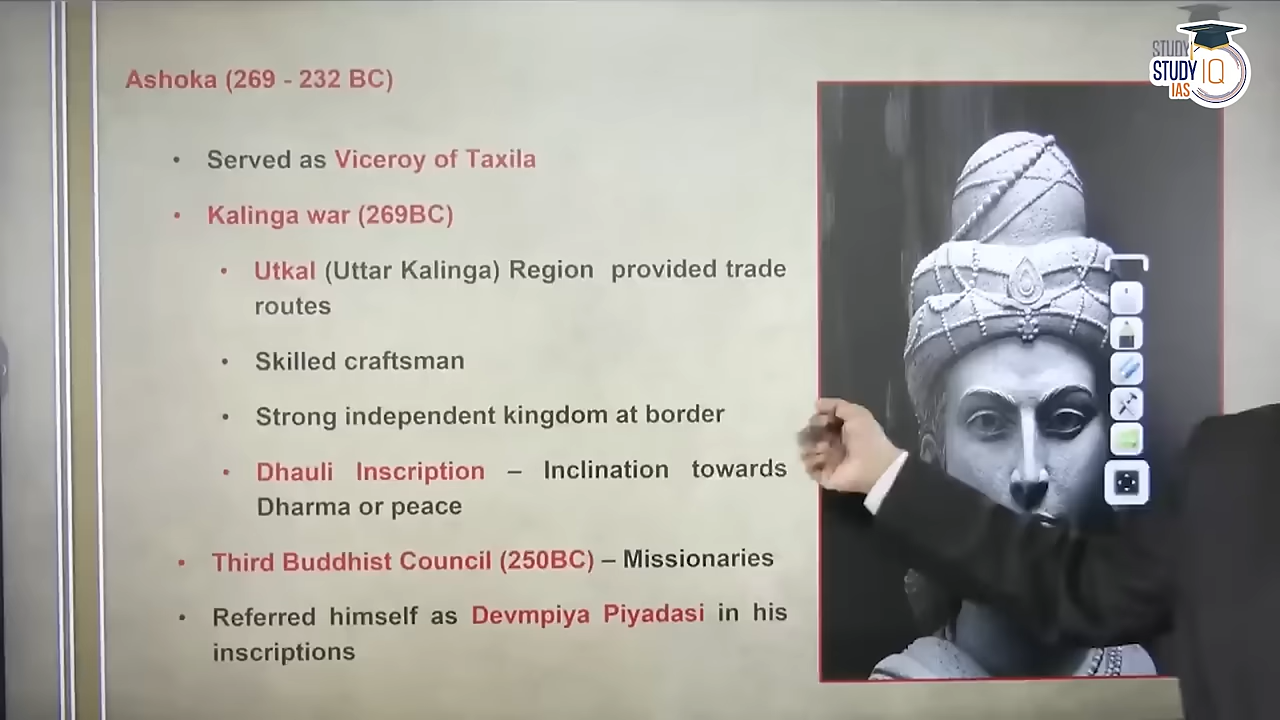 STUDY
STUDY IQ
IAS
Ashoka (269 - 232 BC)
• Served as Viceroy of Taxila
• Kalinga war (269BC)
• Utkal (Uttar Kalinga) Region provided trade
routes
• Skilled craftsman
• Strong independent kingdom at border
• Dhauli Inscription – Inclination towards
Dharma or peace
• Third Buddhist Council (250BC) – Missionaries
• Referred himself as Devmpiya Piyadasi in his
inscriptions